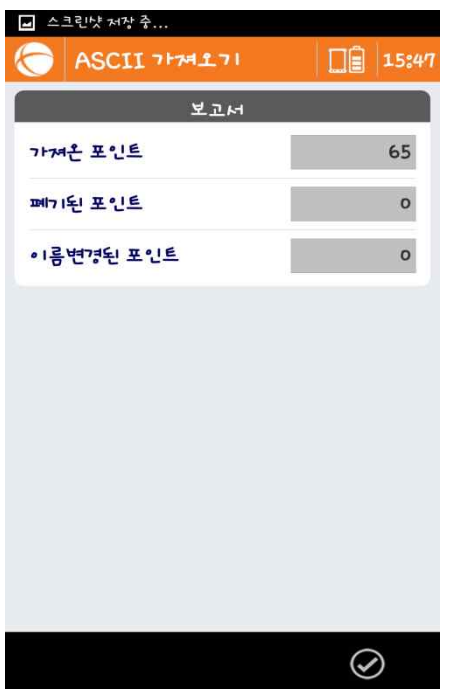 스크린샷 저장 중...
ASCII 가져오기
15:47
보고서
가져온 포인트 65
폐기된 포인트 0
이름변경된 포인트 0